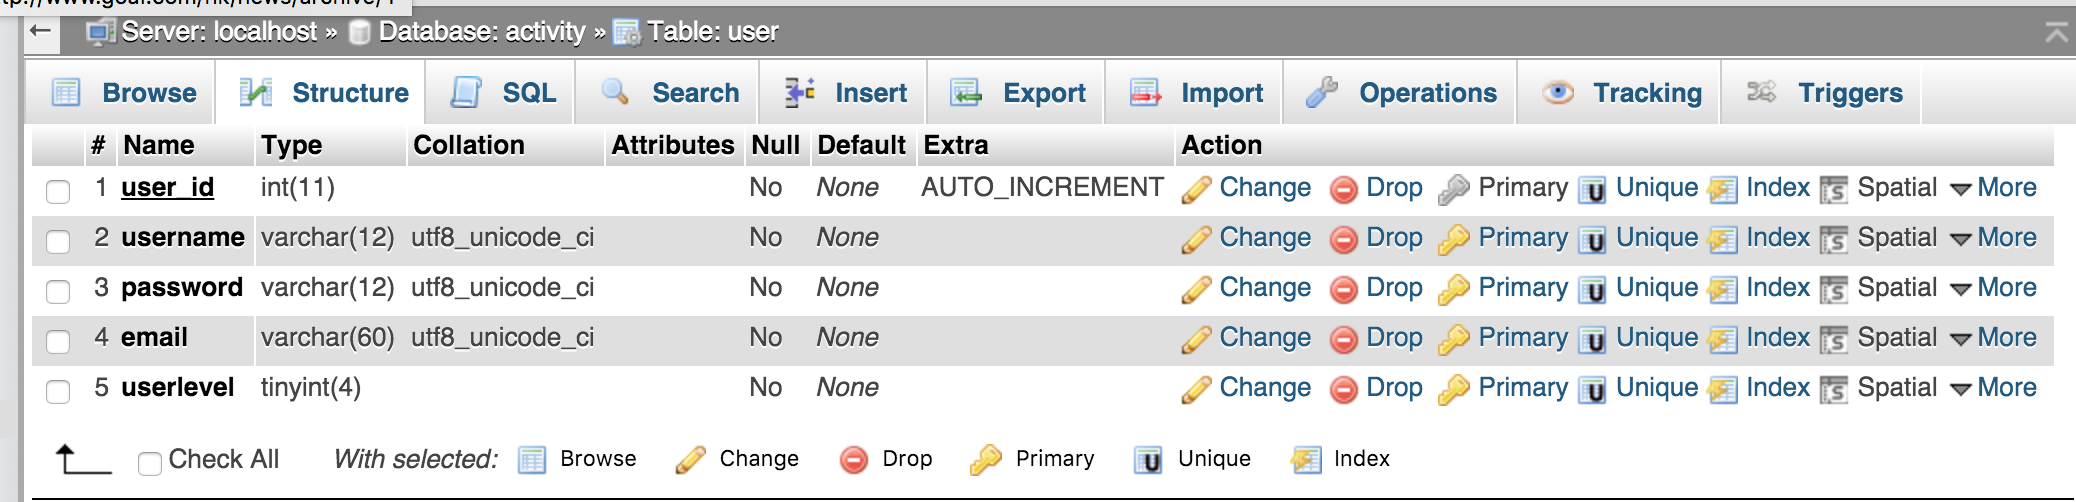 Server: localhost » Database: activity » Table: user
Browse Structure SQL Search Insert Export Import Operations Tracking Triggers
# Name Type Collation Attributes Null Default Extra Action
1 user_id int(11) No None AUTO_INCREMENT Change Drop Primary Unique Index Spatial More
2 username varchar(12) utf8_unicode_ci No None Change Drop Primary Unique Index Spatial More
3 password varchar(12) utf8_unicode_ci No None Change Drop Primary Unique Index Spatial More
4 email varchar(60) utf8_unicode_ci No None Change Drop Primary Unique Index Spatial More
5 userlevel tinyint(4) No None Change Drop Primary Unique Index Spatial More
Check All With selected: Browse Change Drop Primary Unique Index